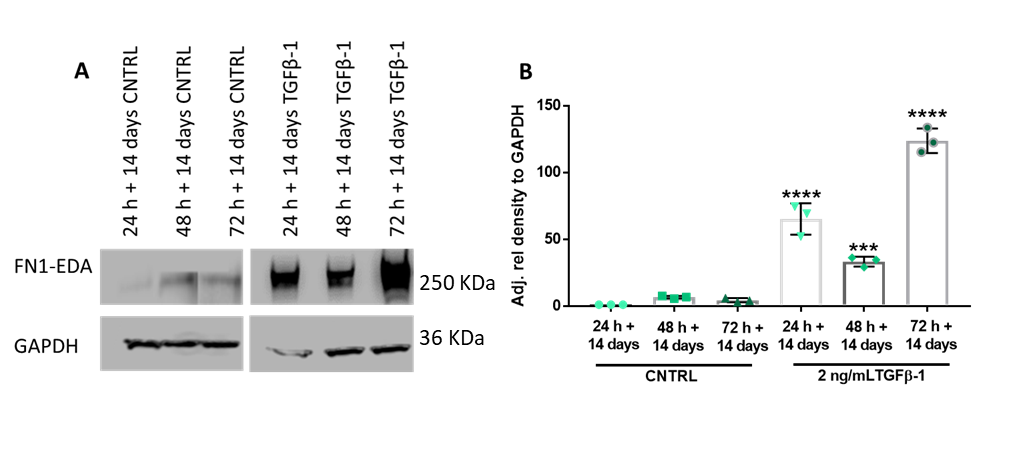 A
24 h + 14 days CNTRL
48 h + 14 days CNTRL
72 h + 14 days CNTRL
24 h + 14 days TGFβ-1
48 h + 14 days TGFβ-1
72 h + 14 days TGFβ-1
FN1-EDA
250 KDa
GAPDH
36 KDa
B
Adj. rel density to GAPDH
150
100
50
0
****
***
****
24 h +
14 days
48 h +
14 days
72 h +
14 days
24 h +
14 days
48 h +
14 days
72 h +
14 days
CNTRL
2 ng/mLTGFβ-1